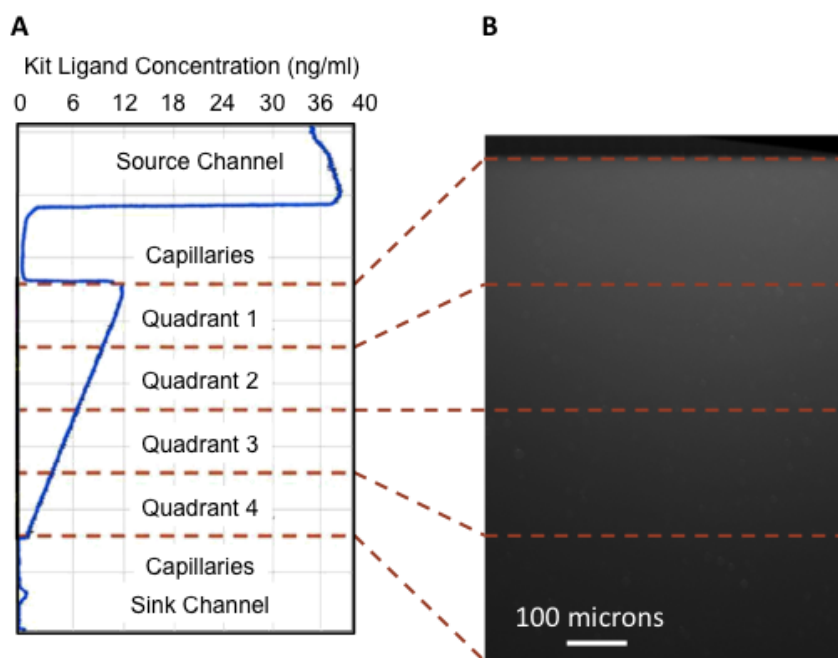 A
B
Kit Ligand Concentration (ng/ml)
0 6 12 18 24 30 36 40
Source Channel
Capillaries
Quadrant 1
Quadrant 2
Quadrant 3
Quadrant 4
Capillaries
Sink Channel
100 microns